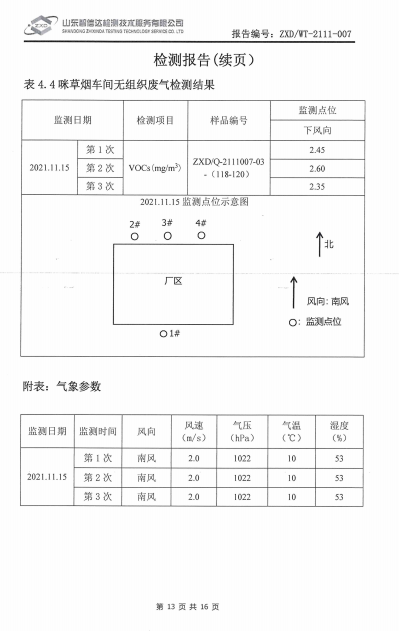 山东智信达检测技术服务有限公司
SHANDONG ZHIXINDA TESTING TECHNOLOGY SERVICE CO. LTD
ZXD
报告编号：ZXD/WT-2111-007
检测报告(续页）
表 4.4 咪草烟车间无组织废气检测结果
监测日期 检测项目 样品编号 监测点位
下风向
2021.11.15 第 1 次 VOCs(mg/m³) ZXD/Q-2111007-03 -（118-120） 2.45
第 2 次 2.60
第 3 次 2.35
2021.11.15 监测点位示意图
2# 3# 4#
北
厂区
风向: 南风
：监测点位
1#
附表：气象参数
监测日期 监测时间 风向 风速（m/s） 气压（hPa） 气温（℃） 湿度（%）
2021.11.15 第 1 次 南风 2.0 1022 10 53
第 2 次 南风 2.0 1022 10 53
第 3 次 南风 2.0 1022 10 53
第 13 页 共 16 页